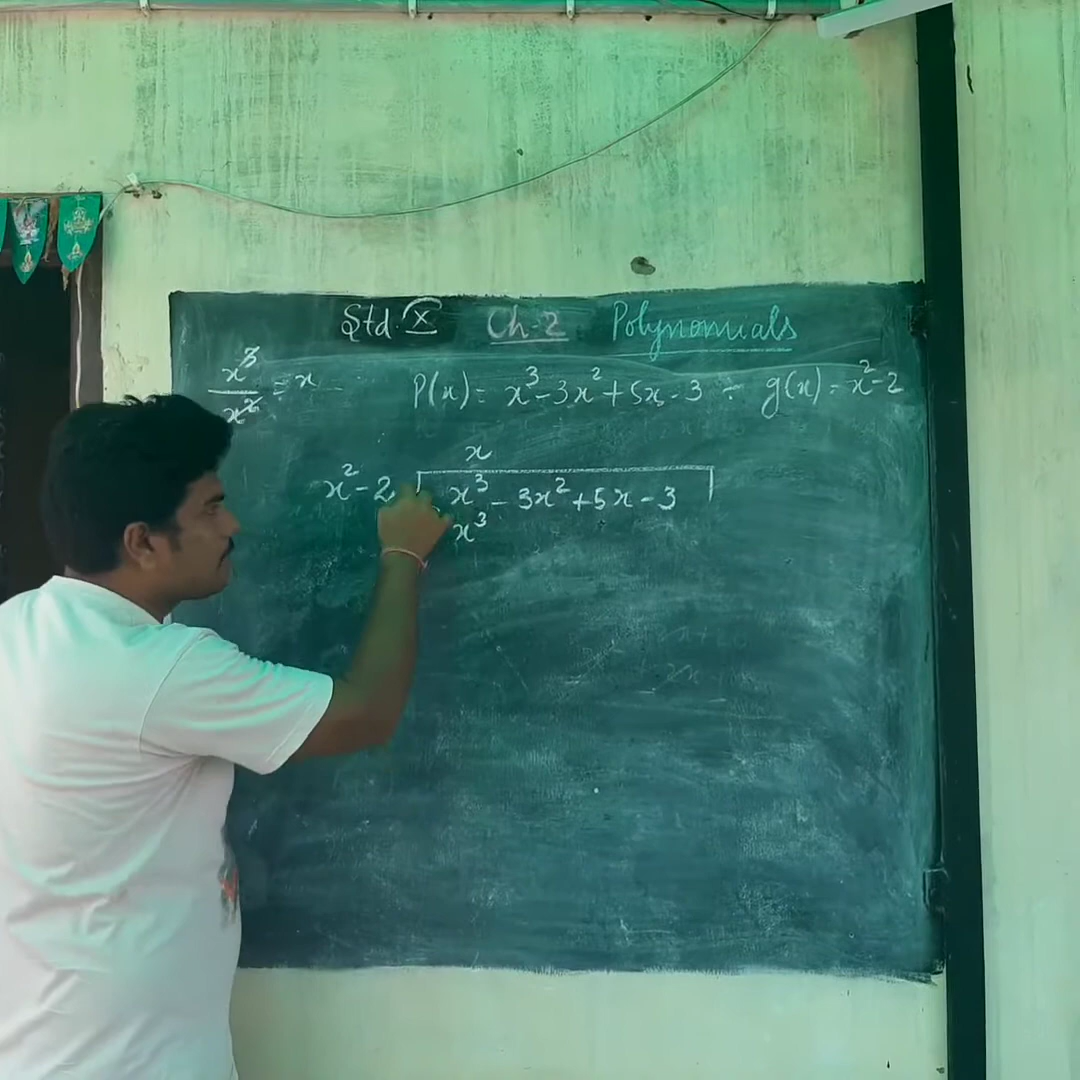 Std. X Ch-2 Polynomials
x³/x² = x
P(x) = x³ - 3x² + 5x - 3 ÷ g(x) = x² - 2
x
x² - 2 x³ - 3x² + 5x - 3
x³